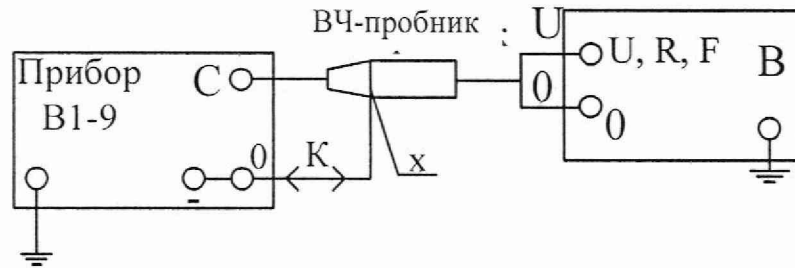 ВЧ-пробник
U
Прибор
В1-9
С
U, R, F
В
0
0
0
К
х
-